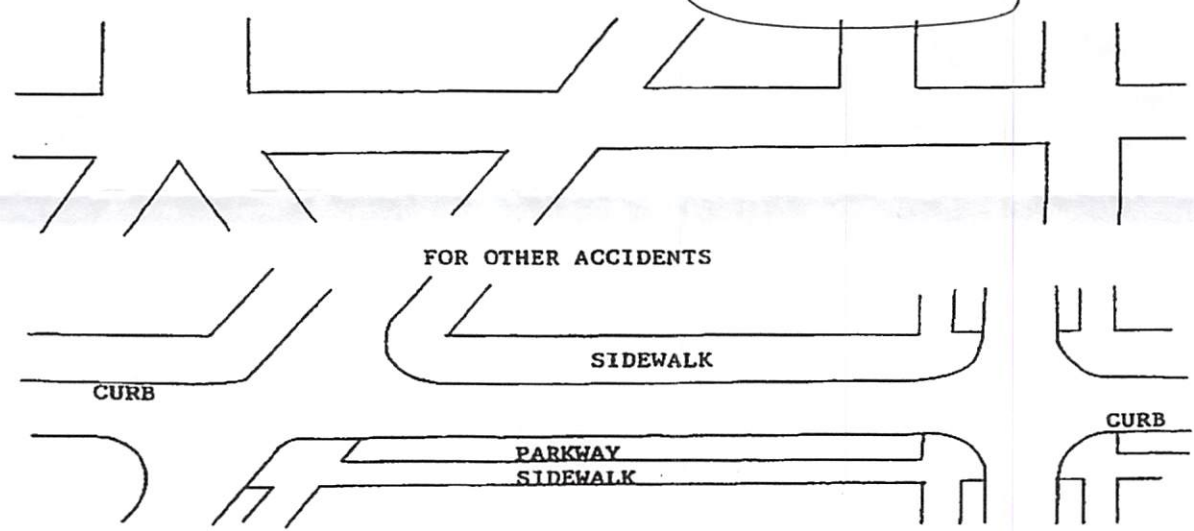 FOR OTHER ACCIDENTS
SIDEWALK
CURB
CURB
PARKWAY
SIDEWALK